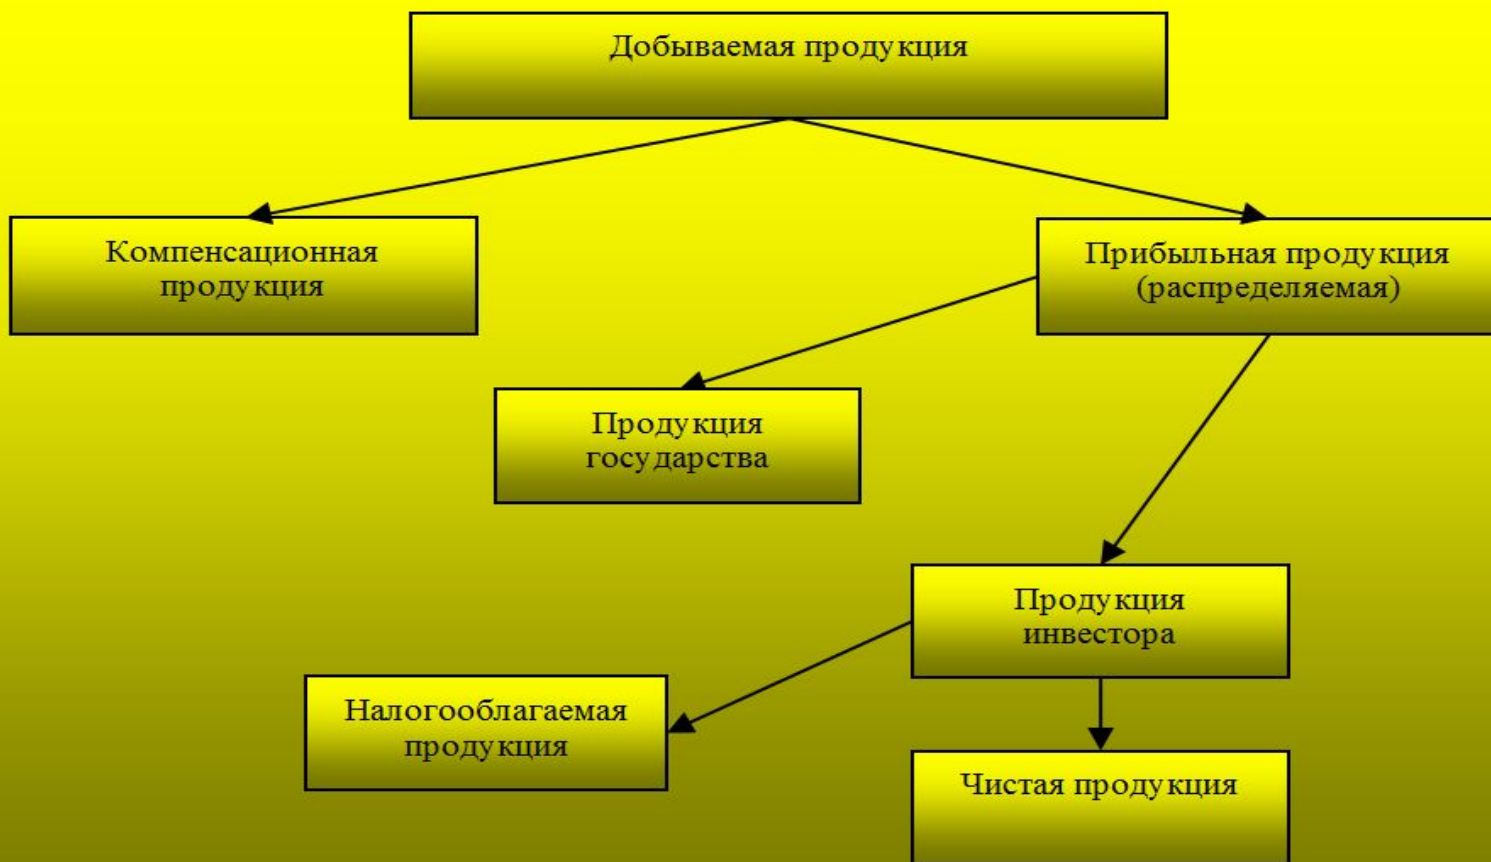 Добываемая продукция
Компенсационная
продукция
Прибыльная продукция
(распределяемая)
Продукция
государства
Продукция
инвестора
Налогооблагаемая
продукция
Чистая продукция